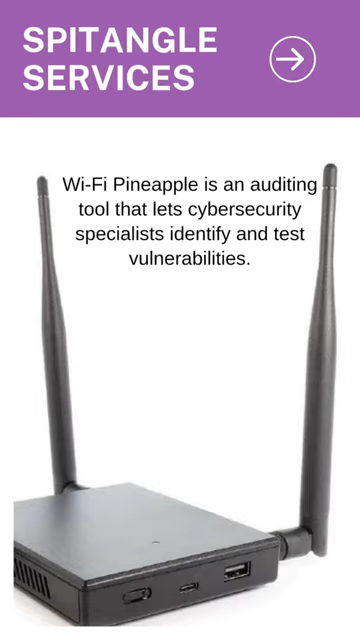 SPITANGLE
SERVICES
Wi-Fi Pineapple is an auditing
tool that lets cybersecurity
specialists identify and test
vulnerabilities.